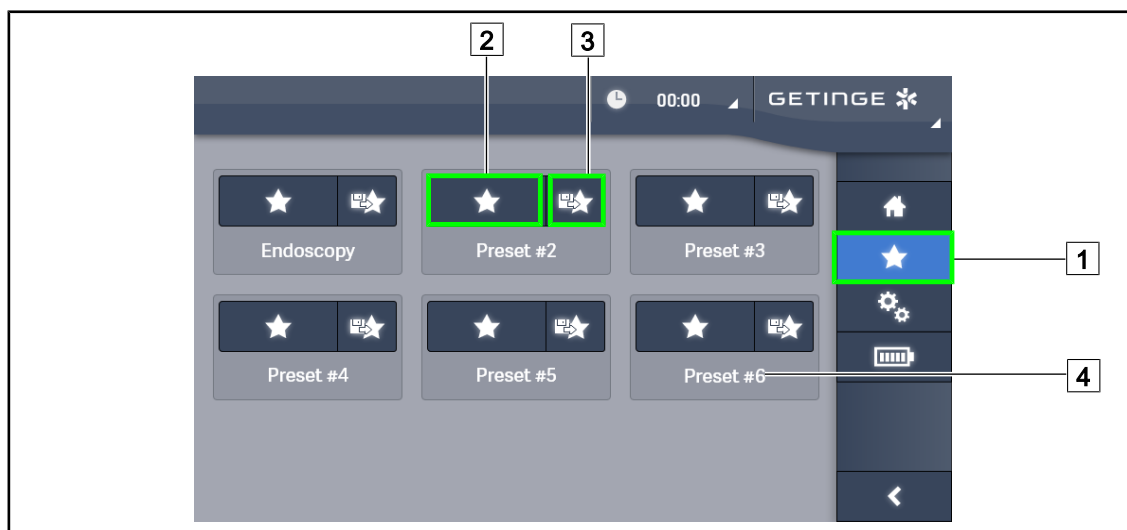 2 3
00:00 GETINGE
Endoscopy Preset #2 Preset #3
1
Preset #4 Preset #5 Preset #6
4